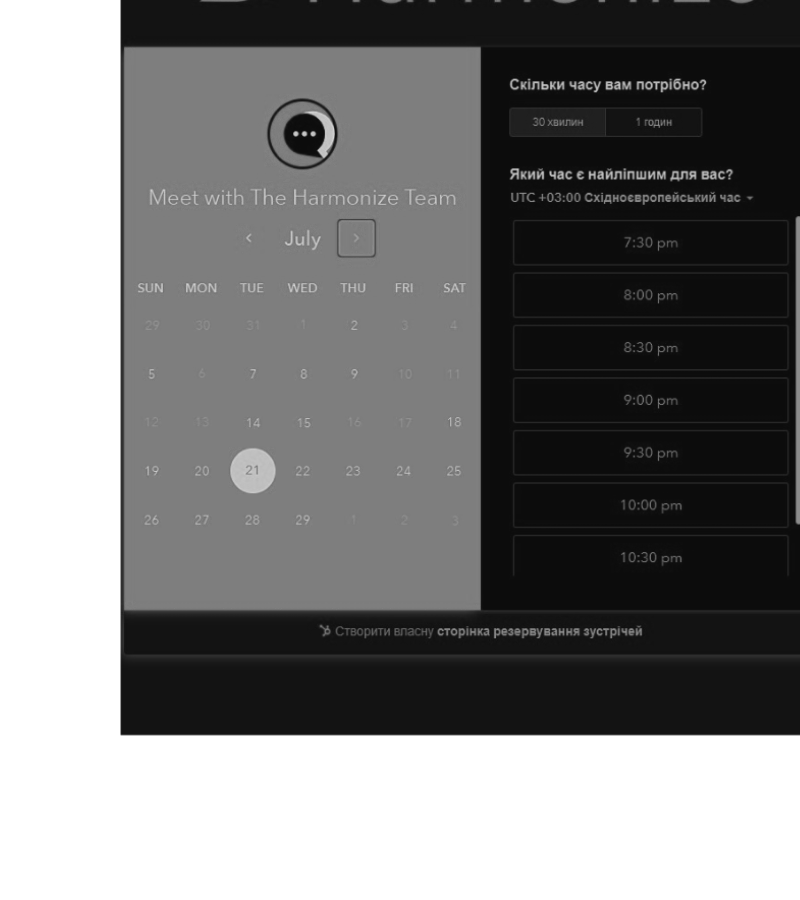 Harmonize
Meet with The Harmonize Team
July
SUN MON TUE WED THU FRI SAT
29 30 31 1 2 3 4
5 6 7 8 9 10 11
12 13 14 15 16 17 18
19 20 21 22 23 24 25
26 27 28 29 1 2 3
Скільки часу вам потрібно?
30 хвилин 1 годин
Який час є найліпшим для вас?
UTC +03:00 Східноєвропейський час
7:30 pm
8:00 pm
8:30 pm
9:00 pm
9:30 pm
10:00 pm
10:30 pm
Створити власну сторінка резервування зустрічей